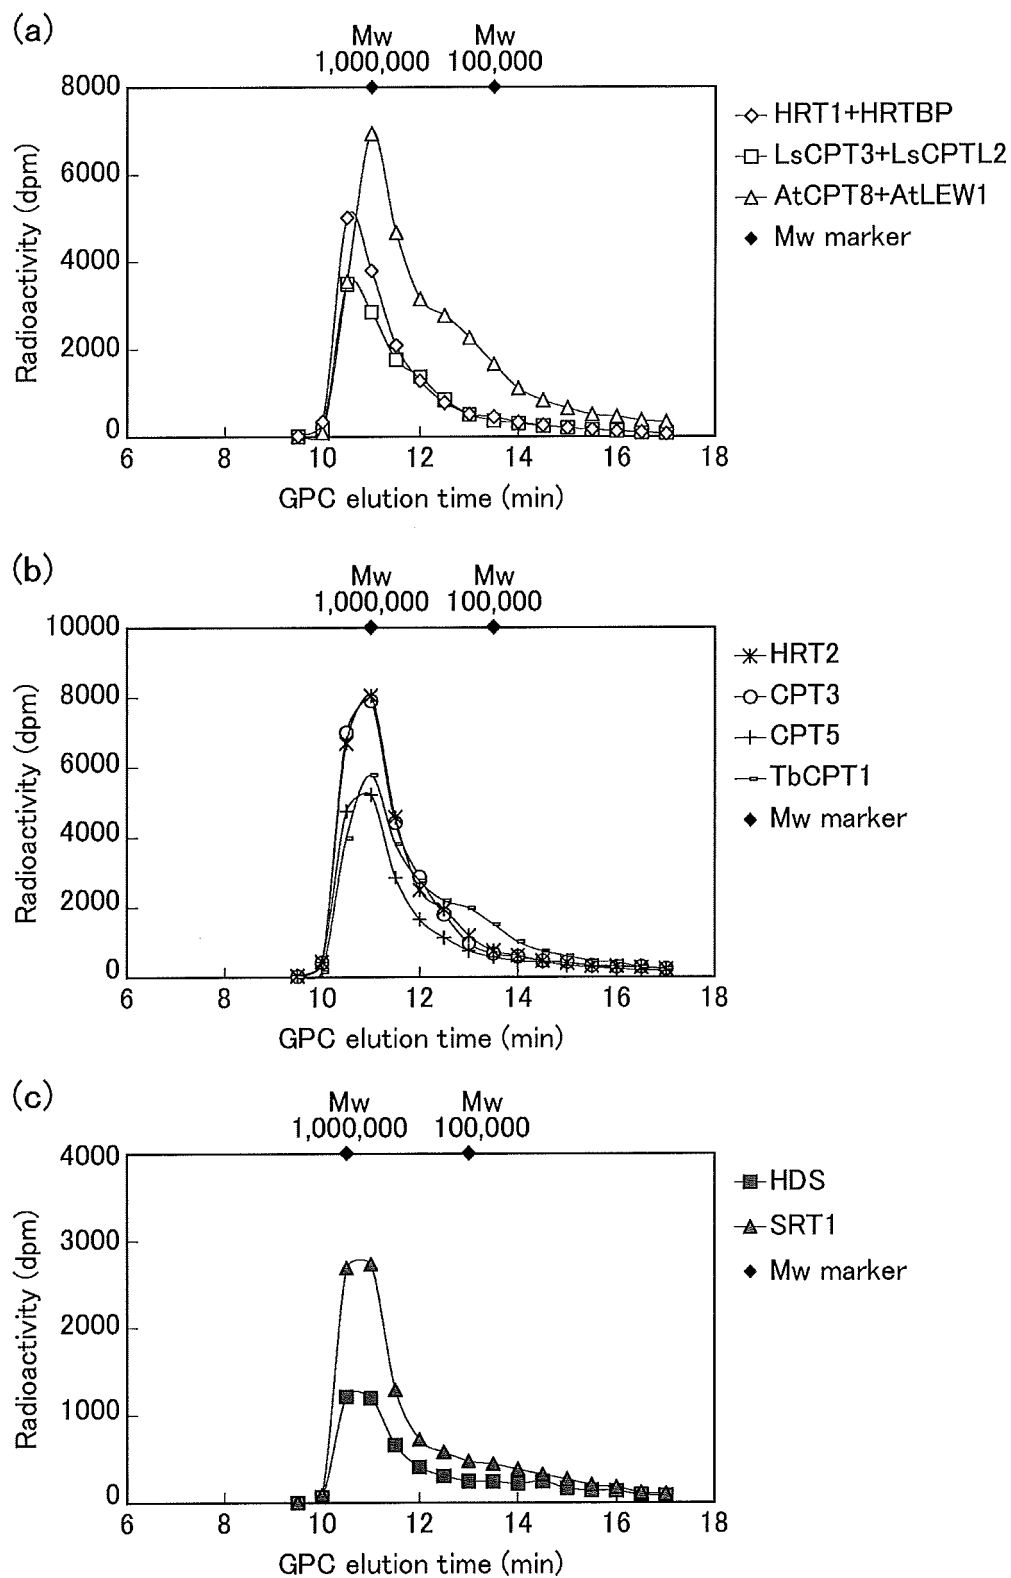 (a)
Mw Mw
1,000,000 100,000
8000
6000
4000
2000
0
6 8 10 12 14 16 18
Radioactivity (dpm)
GPC elution time (min)
HRT1+HRTBP
LsCPT3+LsCPTL2
AtCPT8+AtLEW1
Mw marker
(b)
Mw Mw
1,000,000 100,000
10000
8000
6000
4000
2000
0
6 8 10 12 14 16 18
Radioactivity (dpm)
GPC elution time (min)
HRT2
CPT3
CPT5
TbCPT1
Mw marker
(c)
Mw Mw
1,000,000 100,000
4000
3000
2000
1000
0
6 8 10 12 14 16 18
Radioactivity (dpm)
GPC elution time (min)
HDS
SRT1
Mw marker